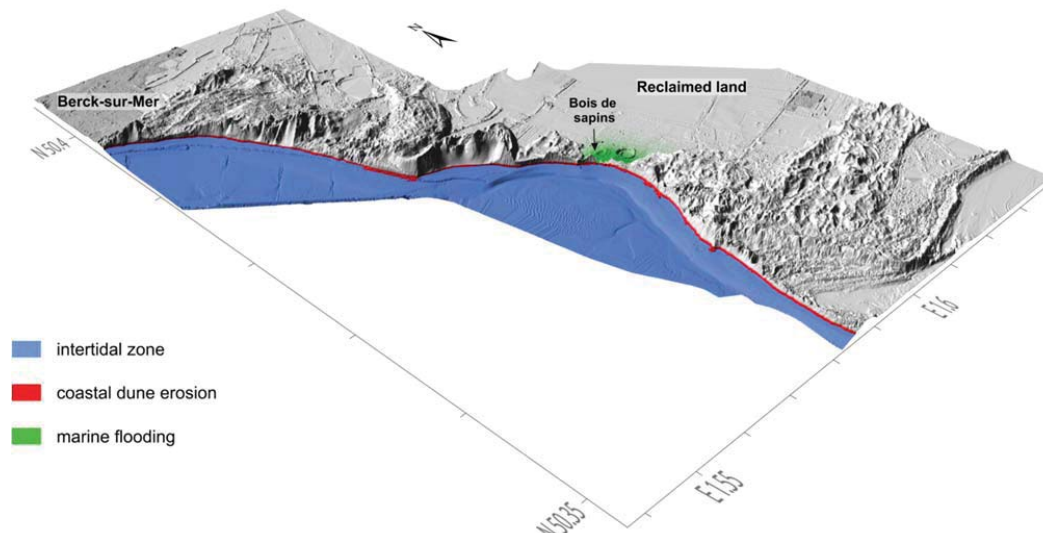 N
Berck-sur-Mer
Bois de
sapins
Reclaimed land
N 50.4
E 1.6
intertidal zone
coastal dune erosion
marine flooding
E 1.55
N 50.35